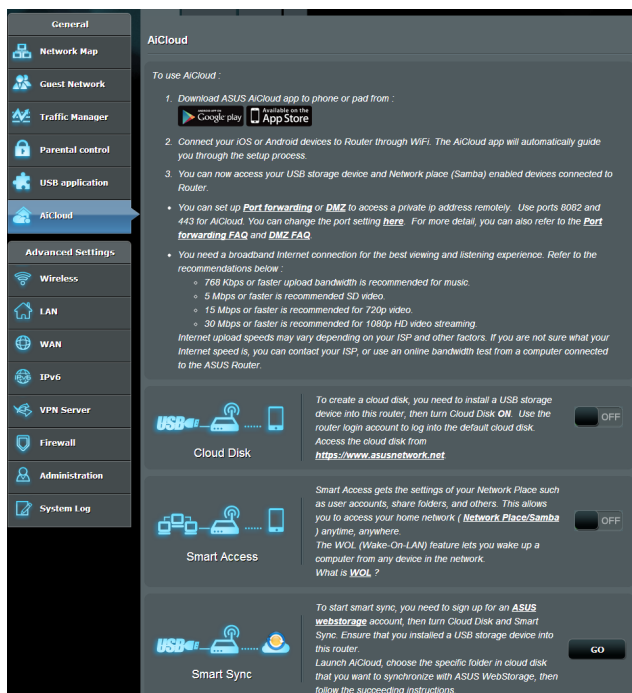 General
Network Map
Guest Network
Traffic Manager
Parental control
USB application
AiCloud
Advanced Settings
Wireless
LAN
WAN
IPv6
VPN Server
Firewall
Administration
System Log
AiCloud
To use AiCloud :
1. Download ASUS AiCloud app to phone or pad from :
ANDROID APP ON
Google play
Available on the
App Store
2. Connect your iOS or Android devices to Router through WiFi. The AiCloud app will automatically guide
you through the setup process.
3. You can now access your USB storage device and Network place (Samba) enabled devices connected to
Router.
• You can set up Port forwarding or DMZ to access a private ip address remotely. Use ports 8082 and
443 for AiCloud. You can change the port setting here. For more detail, you can also refer to the Port
forwarding FAQ and DMZ FAQ.
• You need a broadband Internet connection for the best viewing and listening experience. Refer to the
recommendations below :
◦ 768 Kbps or faster upload bandwidth is recommended for music.
◦ 5 Mbps or faster is recommended SD video.
◦ 15 Mbps or faster is recommended for 720p video.
◦ 30 Mbps or faster is recommended for 1080p HD video streaming.
Internet upload speeds may vary depending on your ISP and other factors. If you are not sure what your
Internet speed is, you can contact your ISP, or use an online bandwidth test from a computer connected
to the ASUS Router.
USB
Cloud Disk
To create a cloud disk, you need to install a USB storage
device into this router, then turn Cloud Disk ON. Use the
router login account to log into the default cloud disk.
Access the cloud disk from
https://www.asusnetwork.net.
OFF
Smart Access
Smart Access gets the settings of your Network Place such
as user accounts, share folders, and others. This allows
you to access your home network ( Network Place/Samba
) anytime, anywhere.
The WOL (Wake-On-LAN) feature lets you wake up a
computer from any device in the network.
What is WOL ?
OFF
USB
Smart Sync
To start smart sync, you need to sign up for an ASUS
webstorage account, then turn Cloud Disk and Smart
Sync. Ensure that you installed a USB storage device into
this router.
Launch AiCloud, choose the specific folder in cloud disk
that you want to synchronize with ASUS WebStorage, then
follow the succeeding instructions
GO